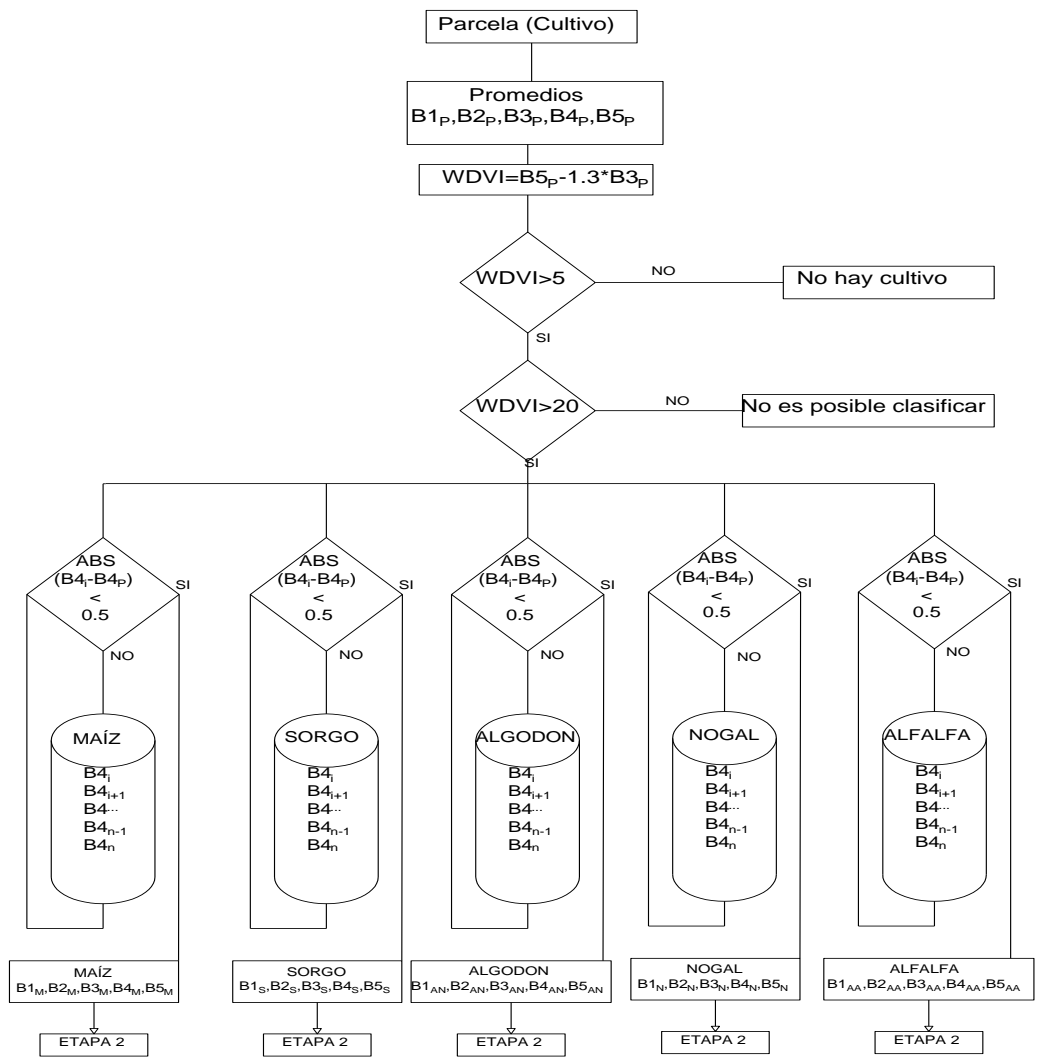 Parcela (Cultivo)
Promedios
B1P,B2P,B3P,B4P,B5P
WDVI=B5P-1.3*B3P
WDVI>5
NO
No hay cultivo
SI
WDVI>20
NO
No es posible clasificar
SI
ABS
(B4i-B4P)
<
0.5
SI
NO
MAÍZ
B4i
B4i+1
B4...
B4n-1
B4n
MAÍZ
B1M,B2M,B3M,B4M,B5M
ETAPA 2
ABS
(B4i-B4P)
<
0.5
SI
NO
SORGO
B4i
B4i+1
B4...
B4n-1
B4n
SORGO
B1S,B2S,B3S,B4S,B5S
ETAPA 2
ABS
(B4i-B4P)
<
0.5
SI
NO
ALGODON
B4i
B4i+1
B4...
B4n-1
B4n
ALGODON
B1AN,B2AN,B3AN,B4AN,B5AN
ETAPA 2
ABS
(B4i-B4P)
<
0.5
SI
NO
NOGAL
B4i
B4i+1
B4...
B4n-1
B4n
NOGAL
B1N,B2N,B3N,B4N,B5N
ETAPA 2
ABS
(B4i-B4P)
<
0.5
SI
NO
ALFALFA
B4i
B4i+1
B4...
B4n-1
B4n
ALFALFA
B1AA,B2AA,B3AA,B4AA,B5AA
ETAPA 2